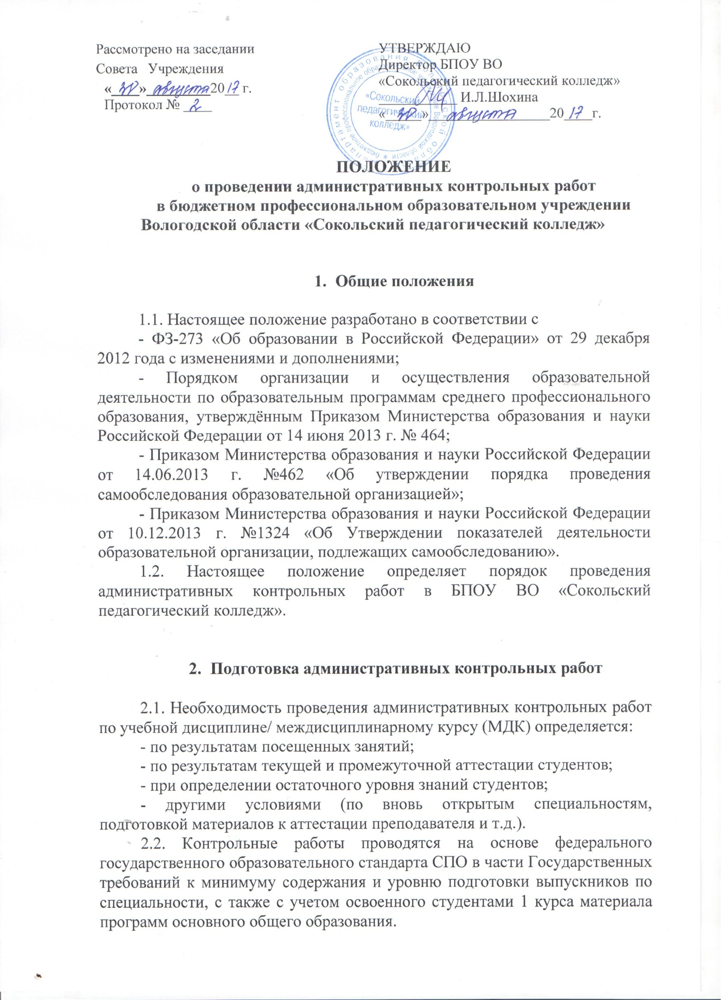 Рассмотрено на заседании
Совета Учреждения
«30» августа 2017 г.
Протокол № 2
УТВЕРЖДАЮ
Директор БПОУ ВО
«Сокольский педагогический колледж»
И.Л.Шохина
«30» августа 2017 г.
«Сокольский
педагогический
колледж»
ПОЛОЖЕНИЕ
о проведении административных контрольных работ
в бюджетном профессиональном образовательном учреждении
Вологодской области «Сокольский педагогический колледж»
1. Общие положения
1.1. Настоящее положение разработано в соответствии с
- ФЗ-273 «Об образовании в Российской Федерации» от 29 декабря
2012 года с изменениями и дополнениями;
- Порядком организации и осуществления образовательной
деятельности по образовательным программам среднего профессионального
образования, утверждённым Приказом Министерства образования и науки
Российской Федерации от 14 июня 2013 г. № 464;
- Приказом Министерства образования и науки Российской Федерации
от 14.06.2013 г. №462 «Об утверждении порядка проведения
самообследования образовательной организацией»;
- Приказом Министерства образования и науки Российской Федерации
от 10.12.2013 г. №1324 «Об Утверждении показателей деятельности
образовательной организации, подлежащих самообследованию».
1.2. Настоящее положение определяет порядок проведения
административных контрольных работ в БПОУ ВО «Сокольский
педагогический колледж».
2. Подготовка административных контрольных работ
2.1. Необходимость проведения административных контрольных работ
по учебной дисциплине/ междисциплинарному курсу (МДК) определяется:
- по результатам посещенных занятий;
- по результатам текущей и промежуточной аттестации студентов;
- при определении остаточного уровня знаний студентов;
- другими условиями (по вновь открытым специальностям,
подготовкой материалов к аттестации преподавателя и т.д.).
2.2. Контрольные работы проводятся на основе федерального
государственного образовательного стандарта СПО в части Государственных
требований к минимуму содержания и уровню подготовки выпускников по
специальности, с также с учетом освоенного студентами 1 курса материала
программ основного общего образования.